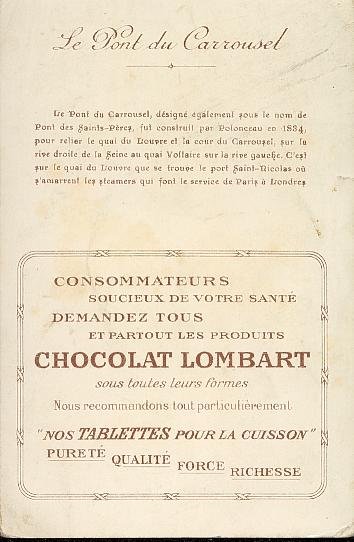 Le Pont du Carrousel
Le Pont du Carrousel, désigné également sous le nom de
Pont des Saints-Pères, fut construit par Polonceau en 1834,
pour relier le quai du Louvre et la cour du Carrousel, sur la
rive droite de la Seine au quai Voltaire sur la rive gauche. C'est
sur le quai du Louvre que se trouve le port Saint-Nicolas où
s'amarrent les steamers qui font le service de Paris à Londres
CONSOMMATEURS
SOUCIEUX DE VOTRE SANTÉ
DEMANDEZ TOUS
ET PARTOUT LES PRODUITS
CHOCOLAT LOMBART
sous toutes leurs formes
Nous recommandons tout particulièrement
"NOS TABLETTES POUR LA CUISSON"
PURETÉ QUALITÉ FORCE RICHESSE